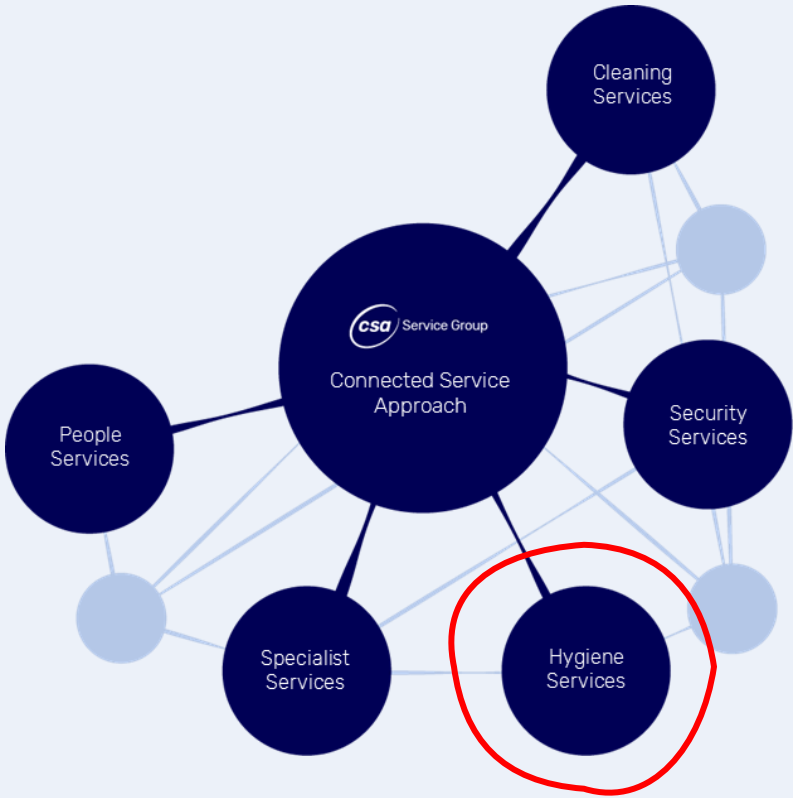 Cleaning
Services
csa Service Group
Connected Service
Approach
People
Services
Security
Services
Specialist
Services
Hygiene
Services